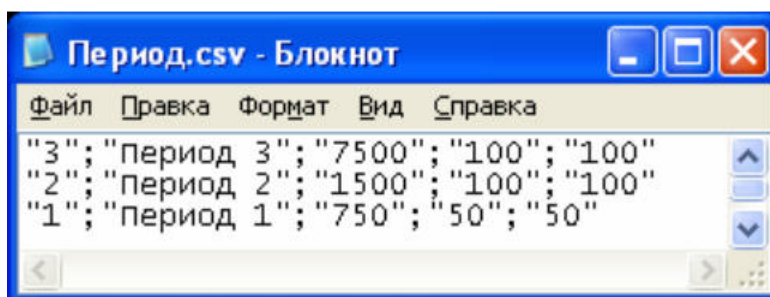 Период.csv - Блокнот
Файл Правка Формат Вид Справка
"3";"Период 3";"7500";"100";"100"
"2";"Период 2";"1500";"100";"100"
"1";"Период 1";"750";"50";"50"